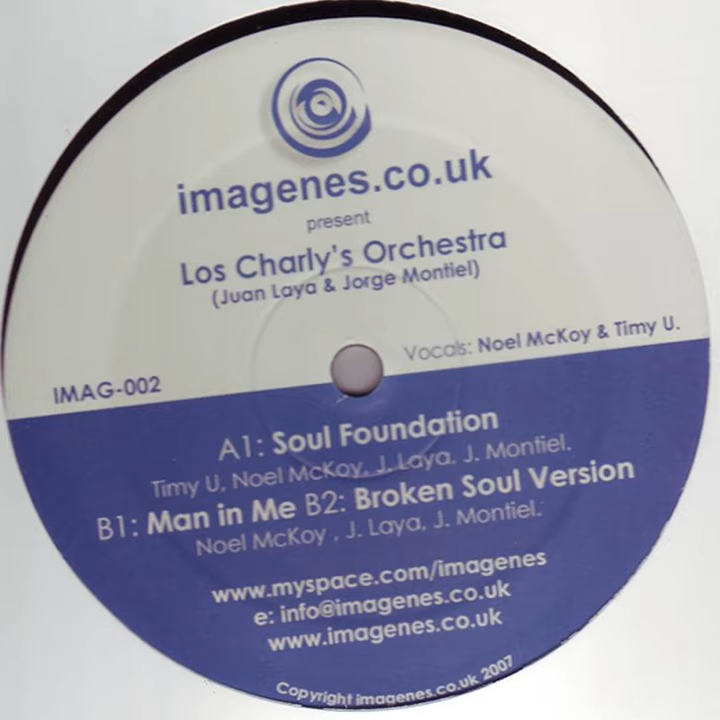 imagenes.co.uk
present
Los Charly's Orchestra
(Juan Laya & Jorge Montiel)
Vocals: Noel McKoy & Timy U.
IMAG-002
A1: Soul Foundation
Timy U, Noel McKoy, J. Laya. J. Montiel.
B1: Man in Me B2: Broken Soul Version
Noel McKoy , J. Laya, J. Montiel.
www.myspace.com/imagenes
e: info@imagenes.co.uk
www.imagenes.co.uk
Copyright imagenes.co.uk 2007